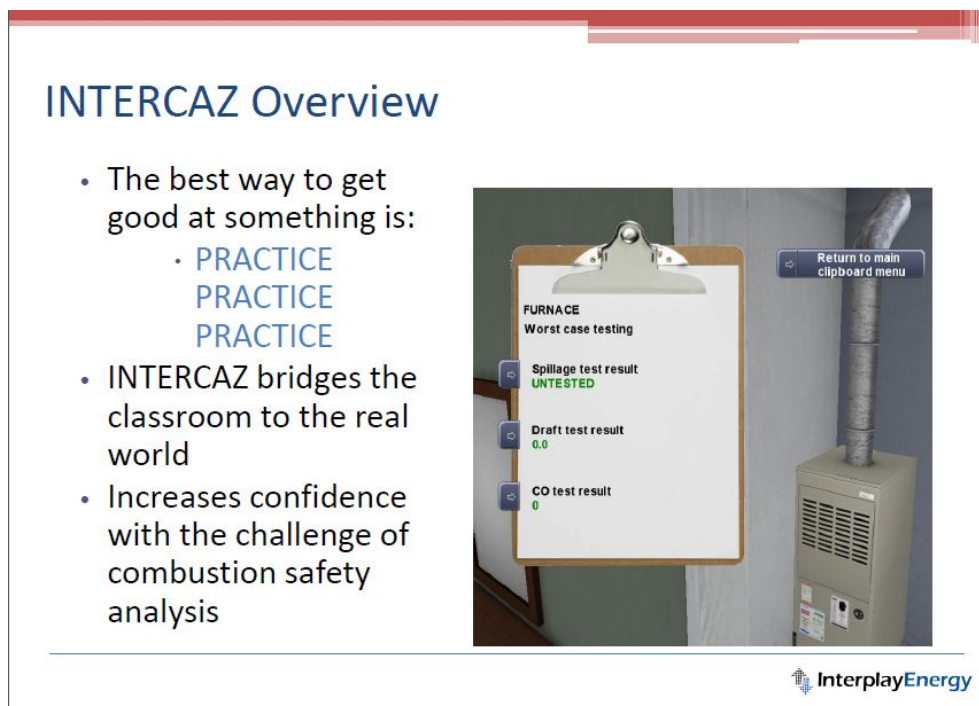 INTERCAZ Overview
• The best way to get
good at something is:
• PRACTICE
PRACTICE
PRACTICE
• INTERCAZ bridges the
classroom to the real
world
• Increases confidence
with the challenge of
combustion safety
analysis
Return to main
clipboard menu
FURNACE
Worst case testing
Spillage test result
UNTESTED
Draft test result
0.0
CO test result
0
InterplayEnergy